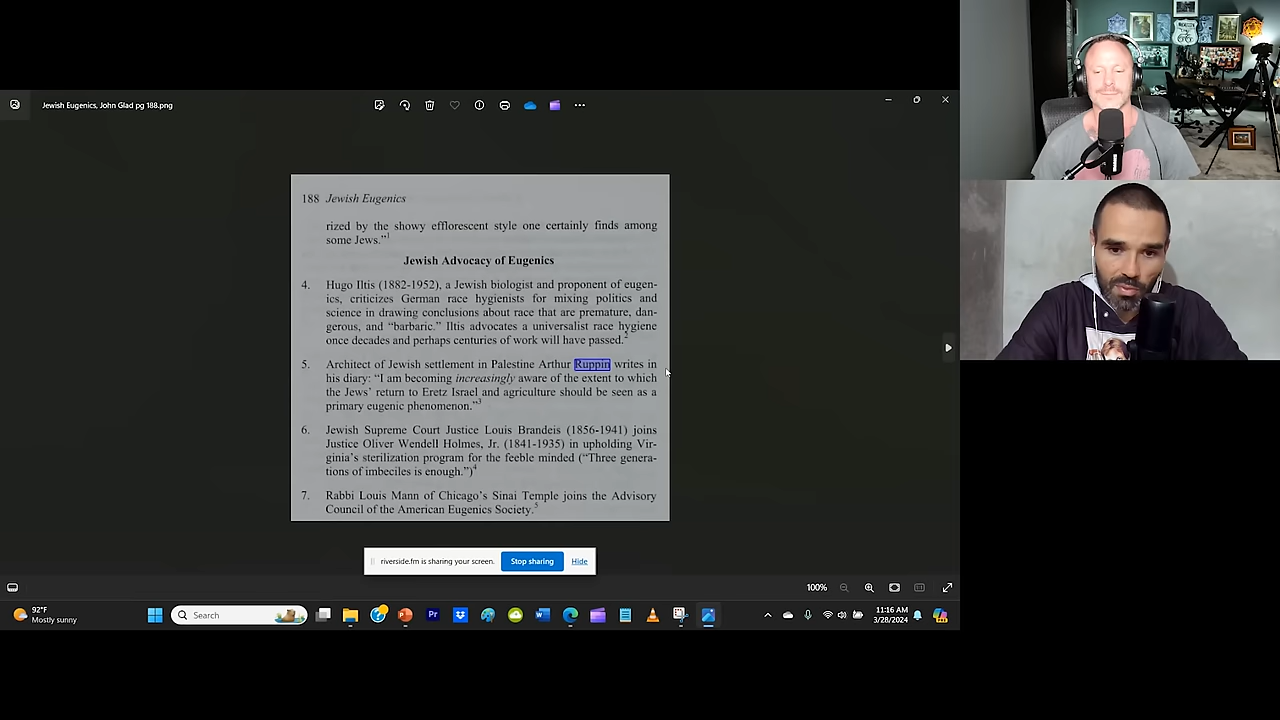 Jewish Eugenics, John Glad pg 188.png
188 Jewish Eugenics
rized by the showy efflorescent style one certainly finds among
some Jews."1
Jewish Advocacy of Eugenics
4. Hugo Iltis (1882-1952), a Jewish biologist and proponent of eugen-
ics, criticizes German race hygienists for mixing politics and
science in drawing conclusions about race that are premature, dan-
gerous, and "barbaric." Iltis advocates a universalist race hygiene
once decades and perhaps centuries of work will have passed.2
5. Architect of Jewish settlement in Palestine Arthur Ruppin writes in
his diary: "I am becoming increasingly aware of the extent to which
the Jews' return to Eretz Israel and agriculture should be seen as a
primary eugenic phenomenon."3
6. Jewish Supreme Court Justice Louis Brandeis (1856-1941) joins
Justice Oliver Wendell Holmes, Jr. (1841-1935) in upholding Vir-
ginia's sterilization program for the feeble minded ("Three genera-
tions of imbeciles is enough.")4
7. Rabbi Louis Mann of Chicago's Sinai Temple joins the Advisory
Council of the American Eugenics Society.5
riverside.fm is sharing your screen. Stop sharing Hide
100%
92°F
Mostly sunny
Search
11:16 AM
3/28/2024